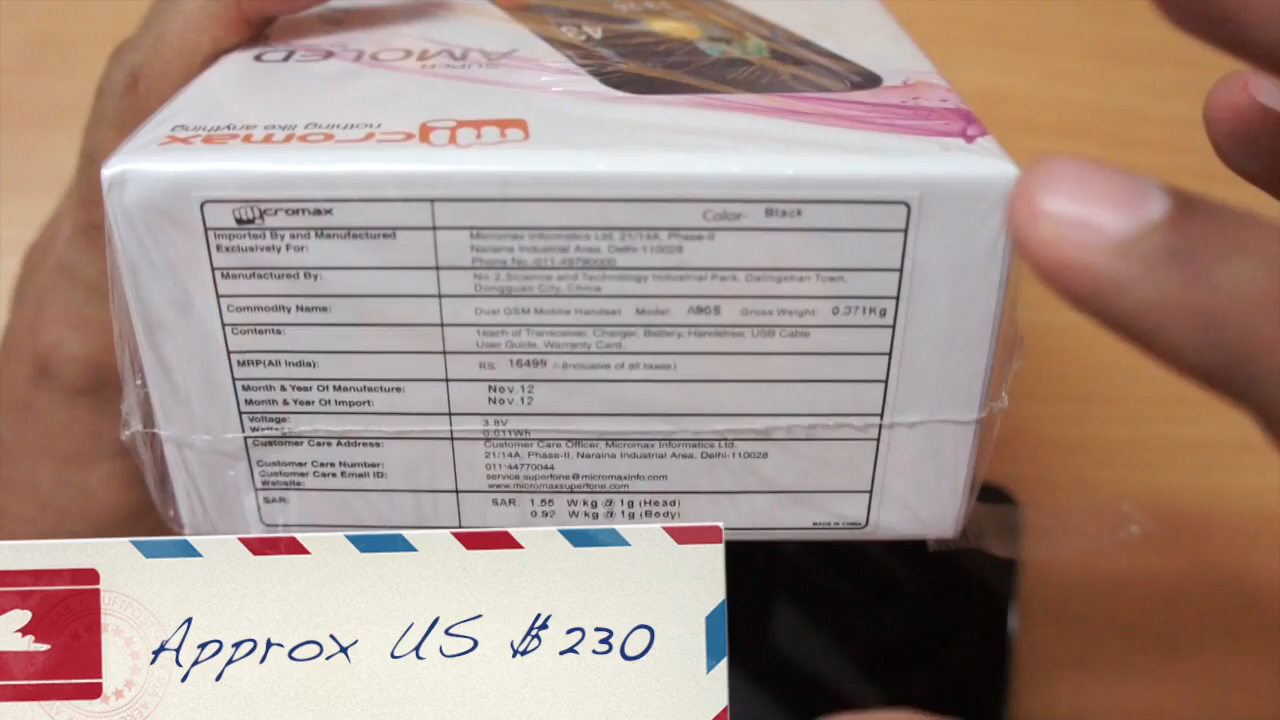 A3
SUPER
AMOLED
micromax
nothing like anything
micromax Color- Black
Imported By and Manufactured Exclusively For: Micromax Informatics Ltd. 21/14A, Phase-II
Naraina Industrial Area, Delhi-110028
Phone No.-011-49790000
Manufactured By: No.2,Science and Technology Industrial Park, Dalingshan Town,
Dongguan City, China
Commodity Name: Dual GSM Mobile Handset Model: A90S Gross Weight: 0.371Kg
Contents: 1each of Transceiver, Charger, Battery, Handsfree, USB Cable
User Guide, Warranty Card
MRP(All India): RS. 16499 /-(inclusive of all taxes)
Month & Year Of Manufacture: Nov.12
Month & Year Of Import: Nov.12
Voltage: 3.8V
0.011Wh
Customer Care Address: Customer Care Officer, Micromax Informatics Ltd.
21/14A, Phase-II, Naraina Industrial Area, Delhi-110028
Customer Care Number: 011-44770044
Customer Care Email ID: service.superfone@micromaxinfo.com
Website: www.micromaxsuperfone.com
SAR: SAR: 1.55 W/kg @ 1g (Head)
0.92 W/kg @ 1g (Body)
MADE IN CHINA
Approx US $230